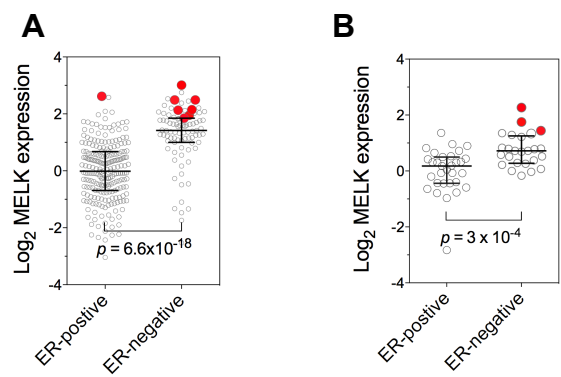 A
B
Log2 MELK expression
4
2
0
-2
-4
p = 6.6x10-18
ER-postive
ER-negative
Log2 MELK expression
4
2
0
-2
-4
p = 3 x 10-4
ER-positive
ER-negative